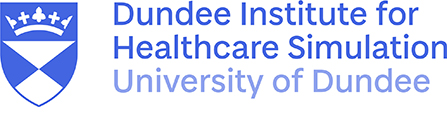 Dundee Institute for
Healthcare Simulation
University of Dundee